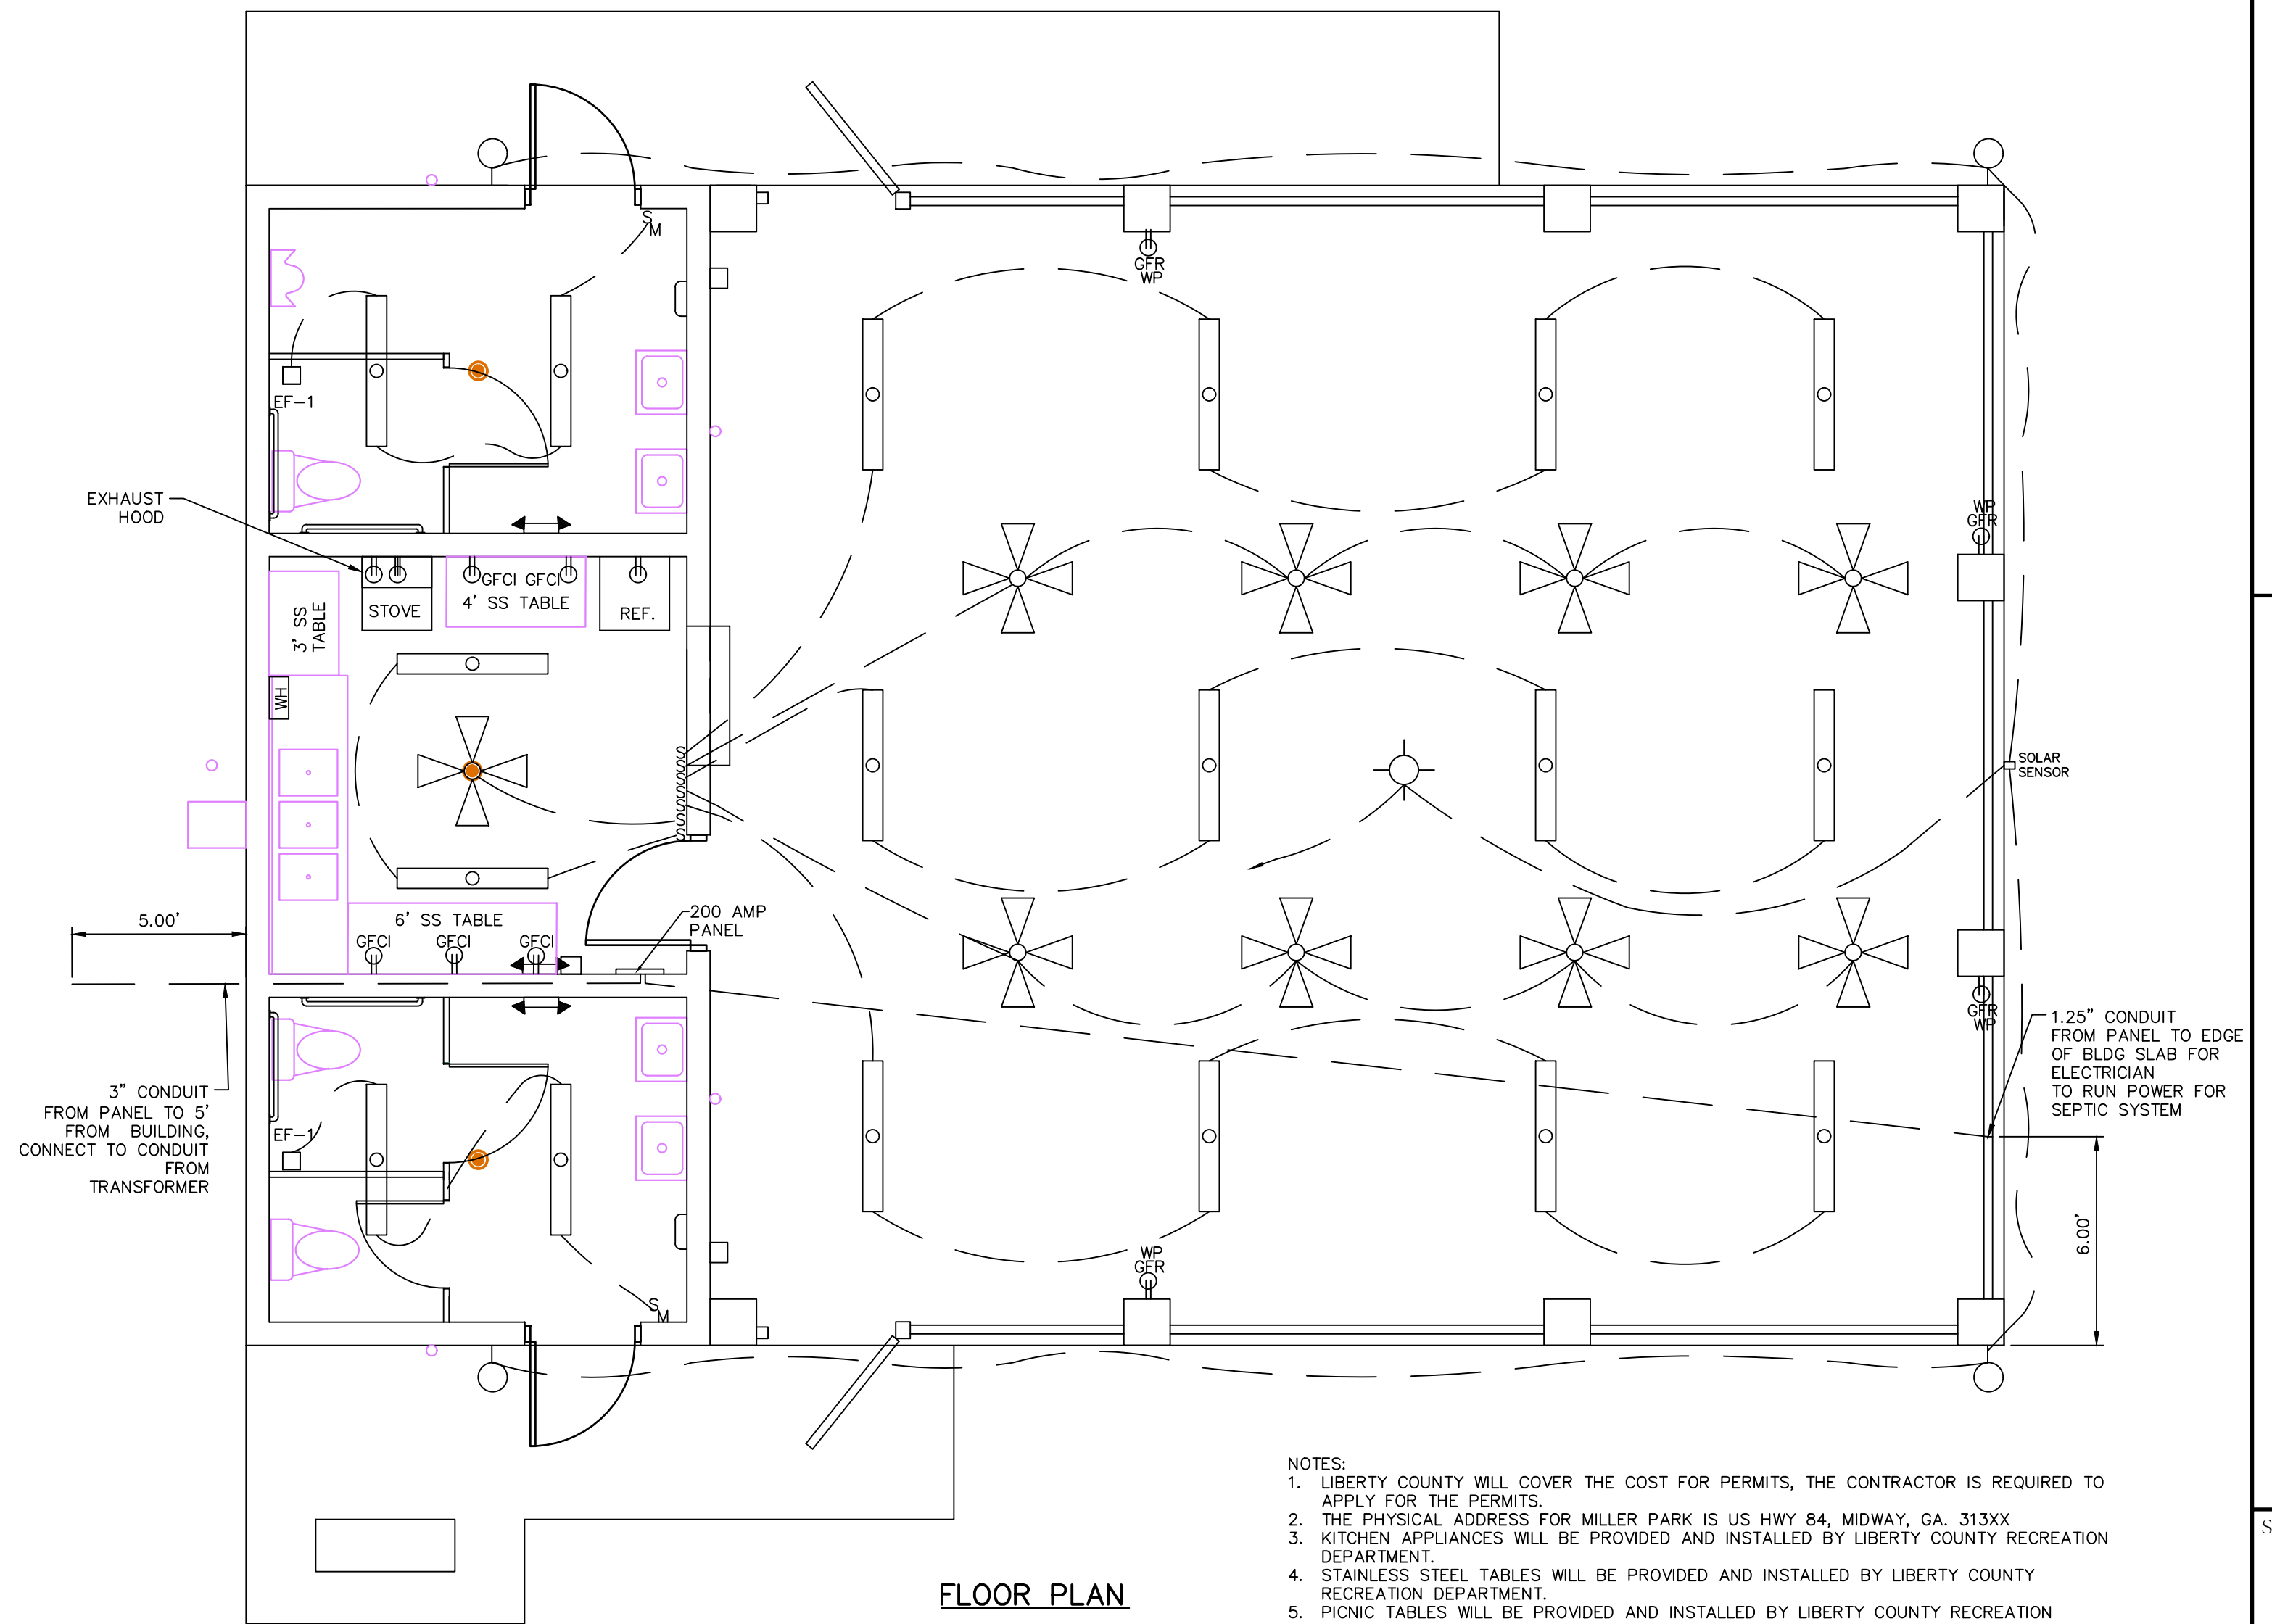 S
M
GFR
WP
EF-1
EXHAUST
HOOD
WP
GFR
STOVE
GFCI GFCI
4' SS TABLE
REF.
3' SS
TABLE
WH
S
S
S
S
S
S
S
SOLAR
SENSOR
5.00'
6' SS TABLE
GFCI
GFCI
GFCI
200 AMP
PANEL
GFR
WP
1.25" CONDUIT
FROM PANEL TO EDGE
OF BLDG SLAB FOR
ELECTRICIAN
TO RUN POWER FOR
SEPTIC SYSTEM
3" CONDUIT
FROM PANEL TO 5'
FROM BUILDING,
CONNECT TO CONDUIT
FROM
TRANSFORMER
EF-1
6.00'
WP
GFR
S
M
NOTES:
1. LIBERTY COUNTY WILL COVER THE COST FOR PERMITS, THE CONTRACTOR IS REQUIRED TO
APPLY FOR THE PERMITS.
2. THE PHYSICAL ADDRESS FOR MILLER PARK IS US HWY 84, MIDWAY, GA. 313XX
3. KITCHEN APPLIANCES WILL BE PROVIDED AND INSTALLED BY LIBERTY COUNTY RECREATION
DEPARTMENT.
4. STAINLESS STEEL TABLES WILL BE PROVIDED AND INSTALLED BY LIBERTY COUNTY
RECREATION DEPARTMENT.
5. PICNIC TABLES WILL BE PROVIDED AND INSTALLED BY LIBERTY COUNTY RECREATION
FLOOR PLAN
S